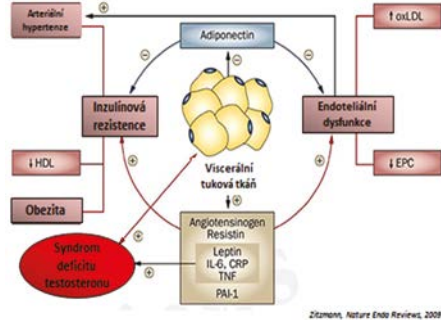 Arteriální
hypertenze
+
↑ oxLDL
Adiponectin
−
−
−
Inzulínová
rezistence
Endoteliální
dysfunkce
↓ HDL
+
Viscerální
tuková tkáň
+
↓ EPC
Obezita
+
Angiotensinogen
Resistin
Syndrom
deficitu
testosteronu
+
+
Leptin
IL-6, CRP
TNF
PAI-1
Zitzmann, Nature Endo Reviews, 2009